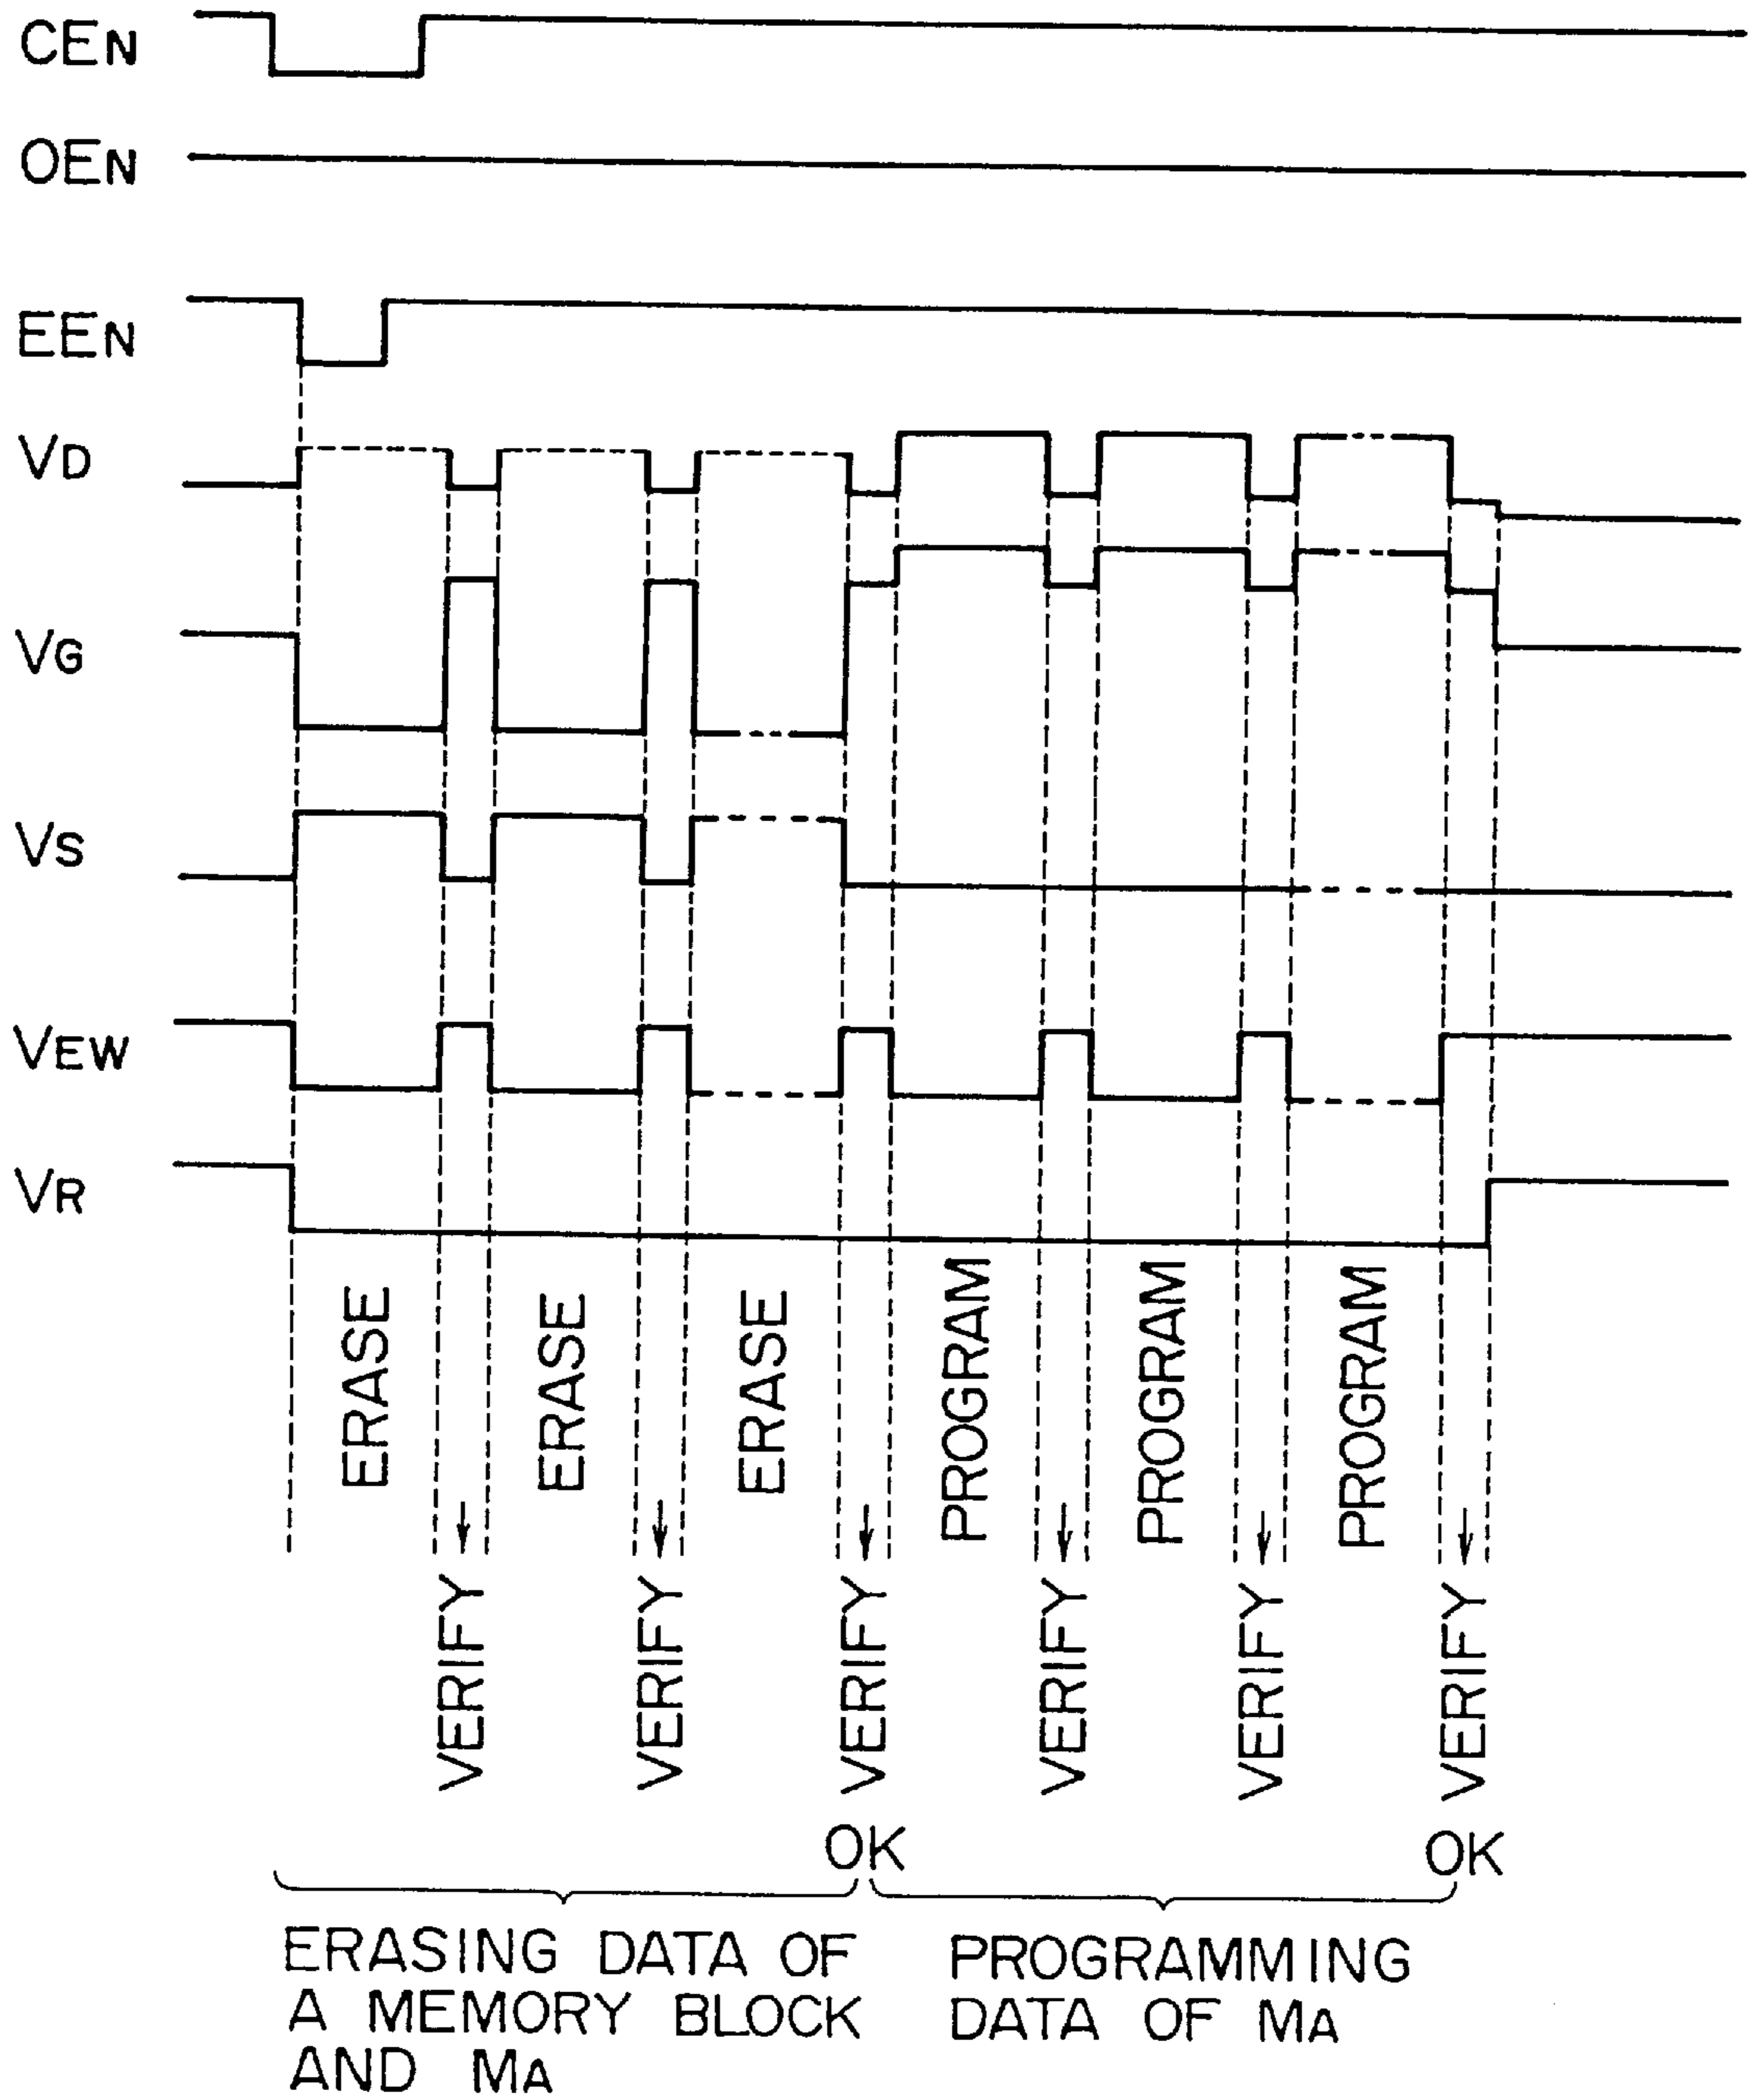 CEN
OEN
EEN
VD
VG
VS
VEW
VR
ERASE
ERASE
ERASE
PROGRAM
PROGRAM
PROGRAM
VERIFY
VERIFY
VERIFY
VERIFY
VERIFY
VERIFY
OK
OK
ERASING DATA OF
A MEMORY BLOCK
AND MA
PROGRAMMING
DATA OF MA